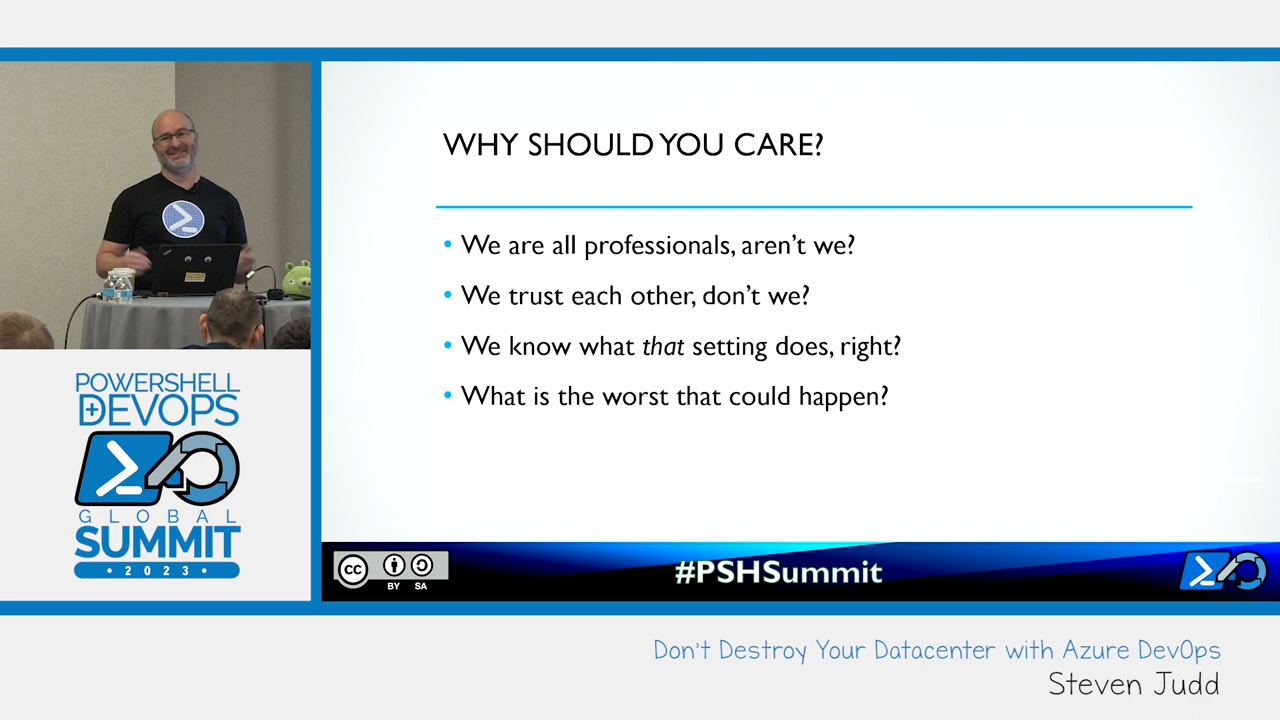 WHY SHOULD YOU CARE?
• We are all professionals, aren't we?
• We trust each other, don't we?
• We know what that setting does, right?
• What is the worst that could happen?
POWERSHELL
+DEVOPS
GLOBAL
SUMMIT
• 2023 •
cc
BY SA
#PSHSummit
Don't Destroy Your Datacenter with Azure DevOps
Steven Judd